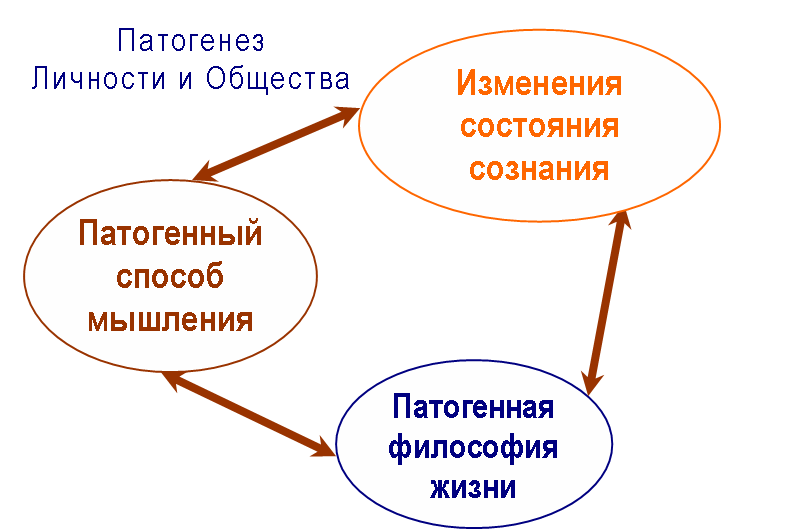 Патогенез
Личности и Общества
Изменения
состояния
сознания
Патогенный
способ
мышления
Патогенная
философия
жизни